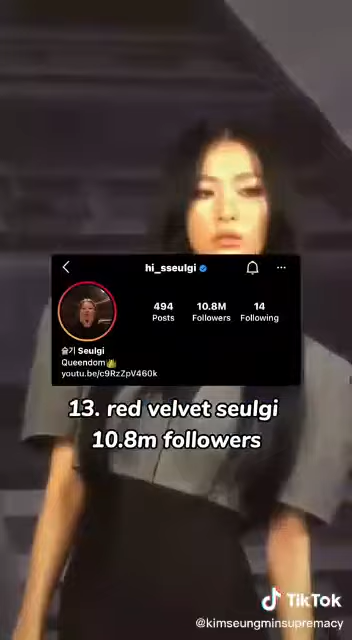 hi_sseulgi
494 10.8M 14
Posts Followers Following
슬기 Seulgi
Queendom👑
youtu.be/c9RzZpV460k
13. red velvet seulgi
10.8m followers
TikTok
@kimseungminsupremacy